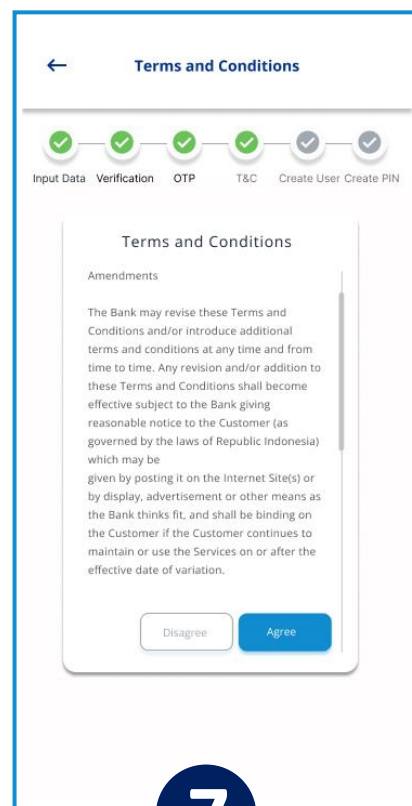 Terms and Conditions
Input Data Verification OTP T&C Create User Create PIN
Terms and Conditions
Amendments
The Bank may revise these Terms and
Conditions and/or introduce additional
terms and conditions at any time and from
time to time. Any revision and/or addition to
these Terms and Conditions shall become
effective subject to the Bank giving
reasonable notice to the Customer (as
governed by the laws of Republic Indonesia)
which may be
given by posting it on the Internet Site(s) or
by display, advertisement or other means as
the Bank thinks fit, and shall be binding on
the Customer if the Customer continues to
maintain or use the Services on or after the
effective date of variation.
Disagree Agree
7